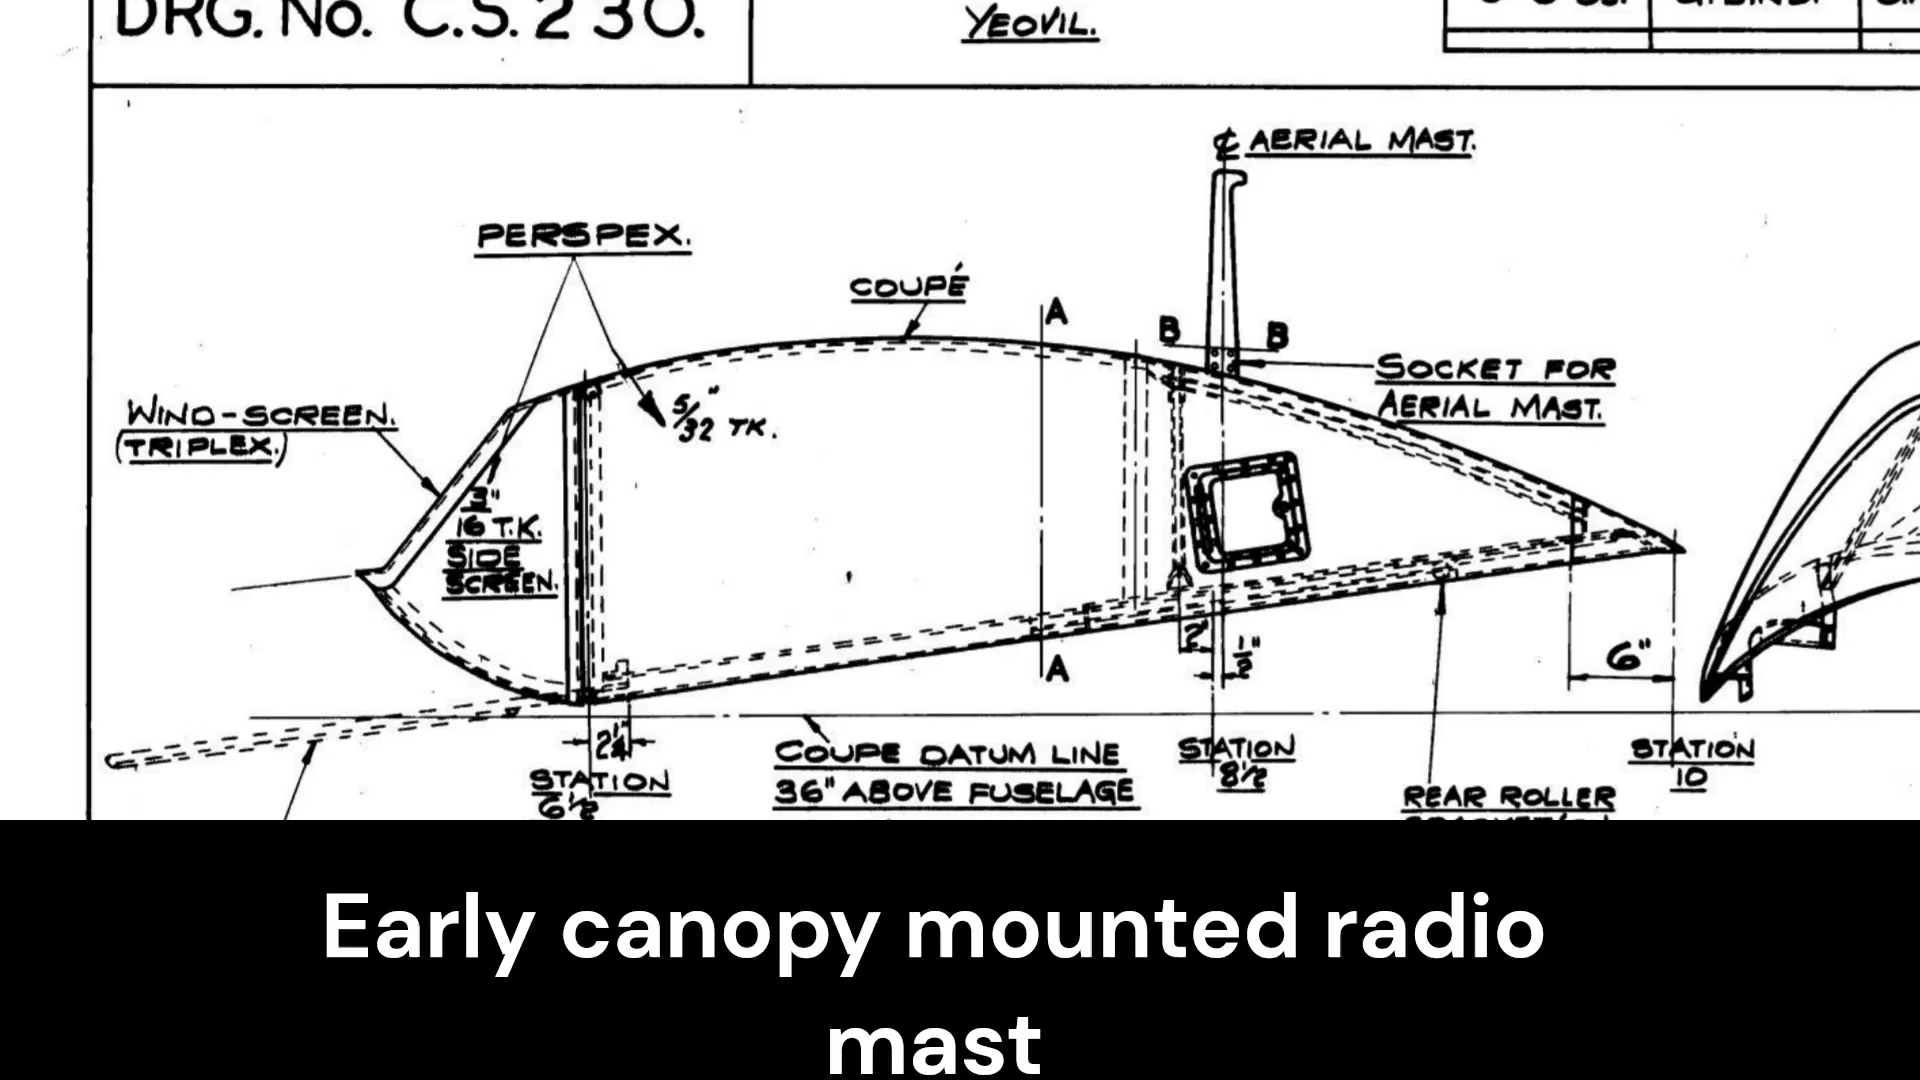 DRG. No. C.S. 230.
YEOVIL.
℄ AERIAL MAST.
PERSPEX.
COUPÉ
A
B
B
SOCKET FOR
AERIAL MAST.
WIND-SCREEN.
(TRIPLEX.)
5/32" TK.
3/16" T.K.
SIDE
SCREEN.
A
2"
1/2"
6"
2 1/4"
COUPE DATUM LINE
36" ABOVE FUSELAGE
STATION
6 1/2
STATION
8 1/2
STATION
10
REAR ROLLER
Early canopy mounted radio
mast